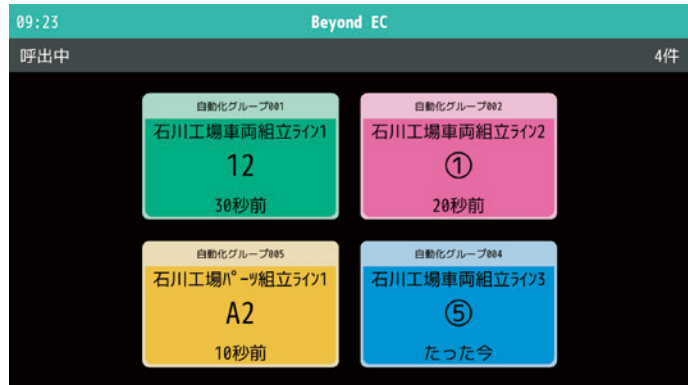 09:23 Beyond EC
呼出中 4件
自動化グループ001
石川工場車両組立ﾗｲﾝ1
12
30秒前
自動化グループ002
石川工場車両組立ﾗｲﾝ2
①
20秒前
自動化グループ005
石川工場ﾊﾟｰﾂ組立ﾗｲﾝ1
A2
10秒前
自動化グループ004
石川工場車両組立ﾗｲﾝ3
⑤
たった今